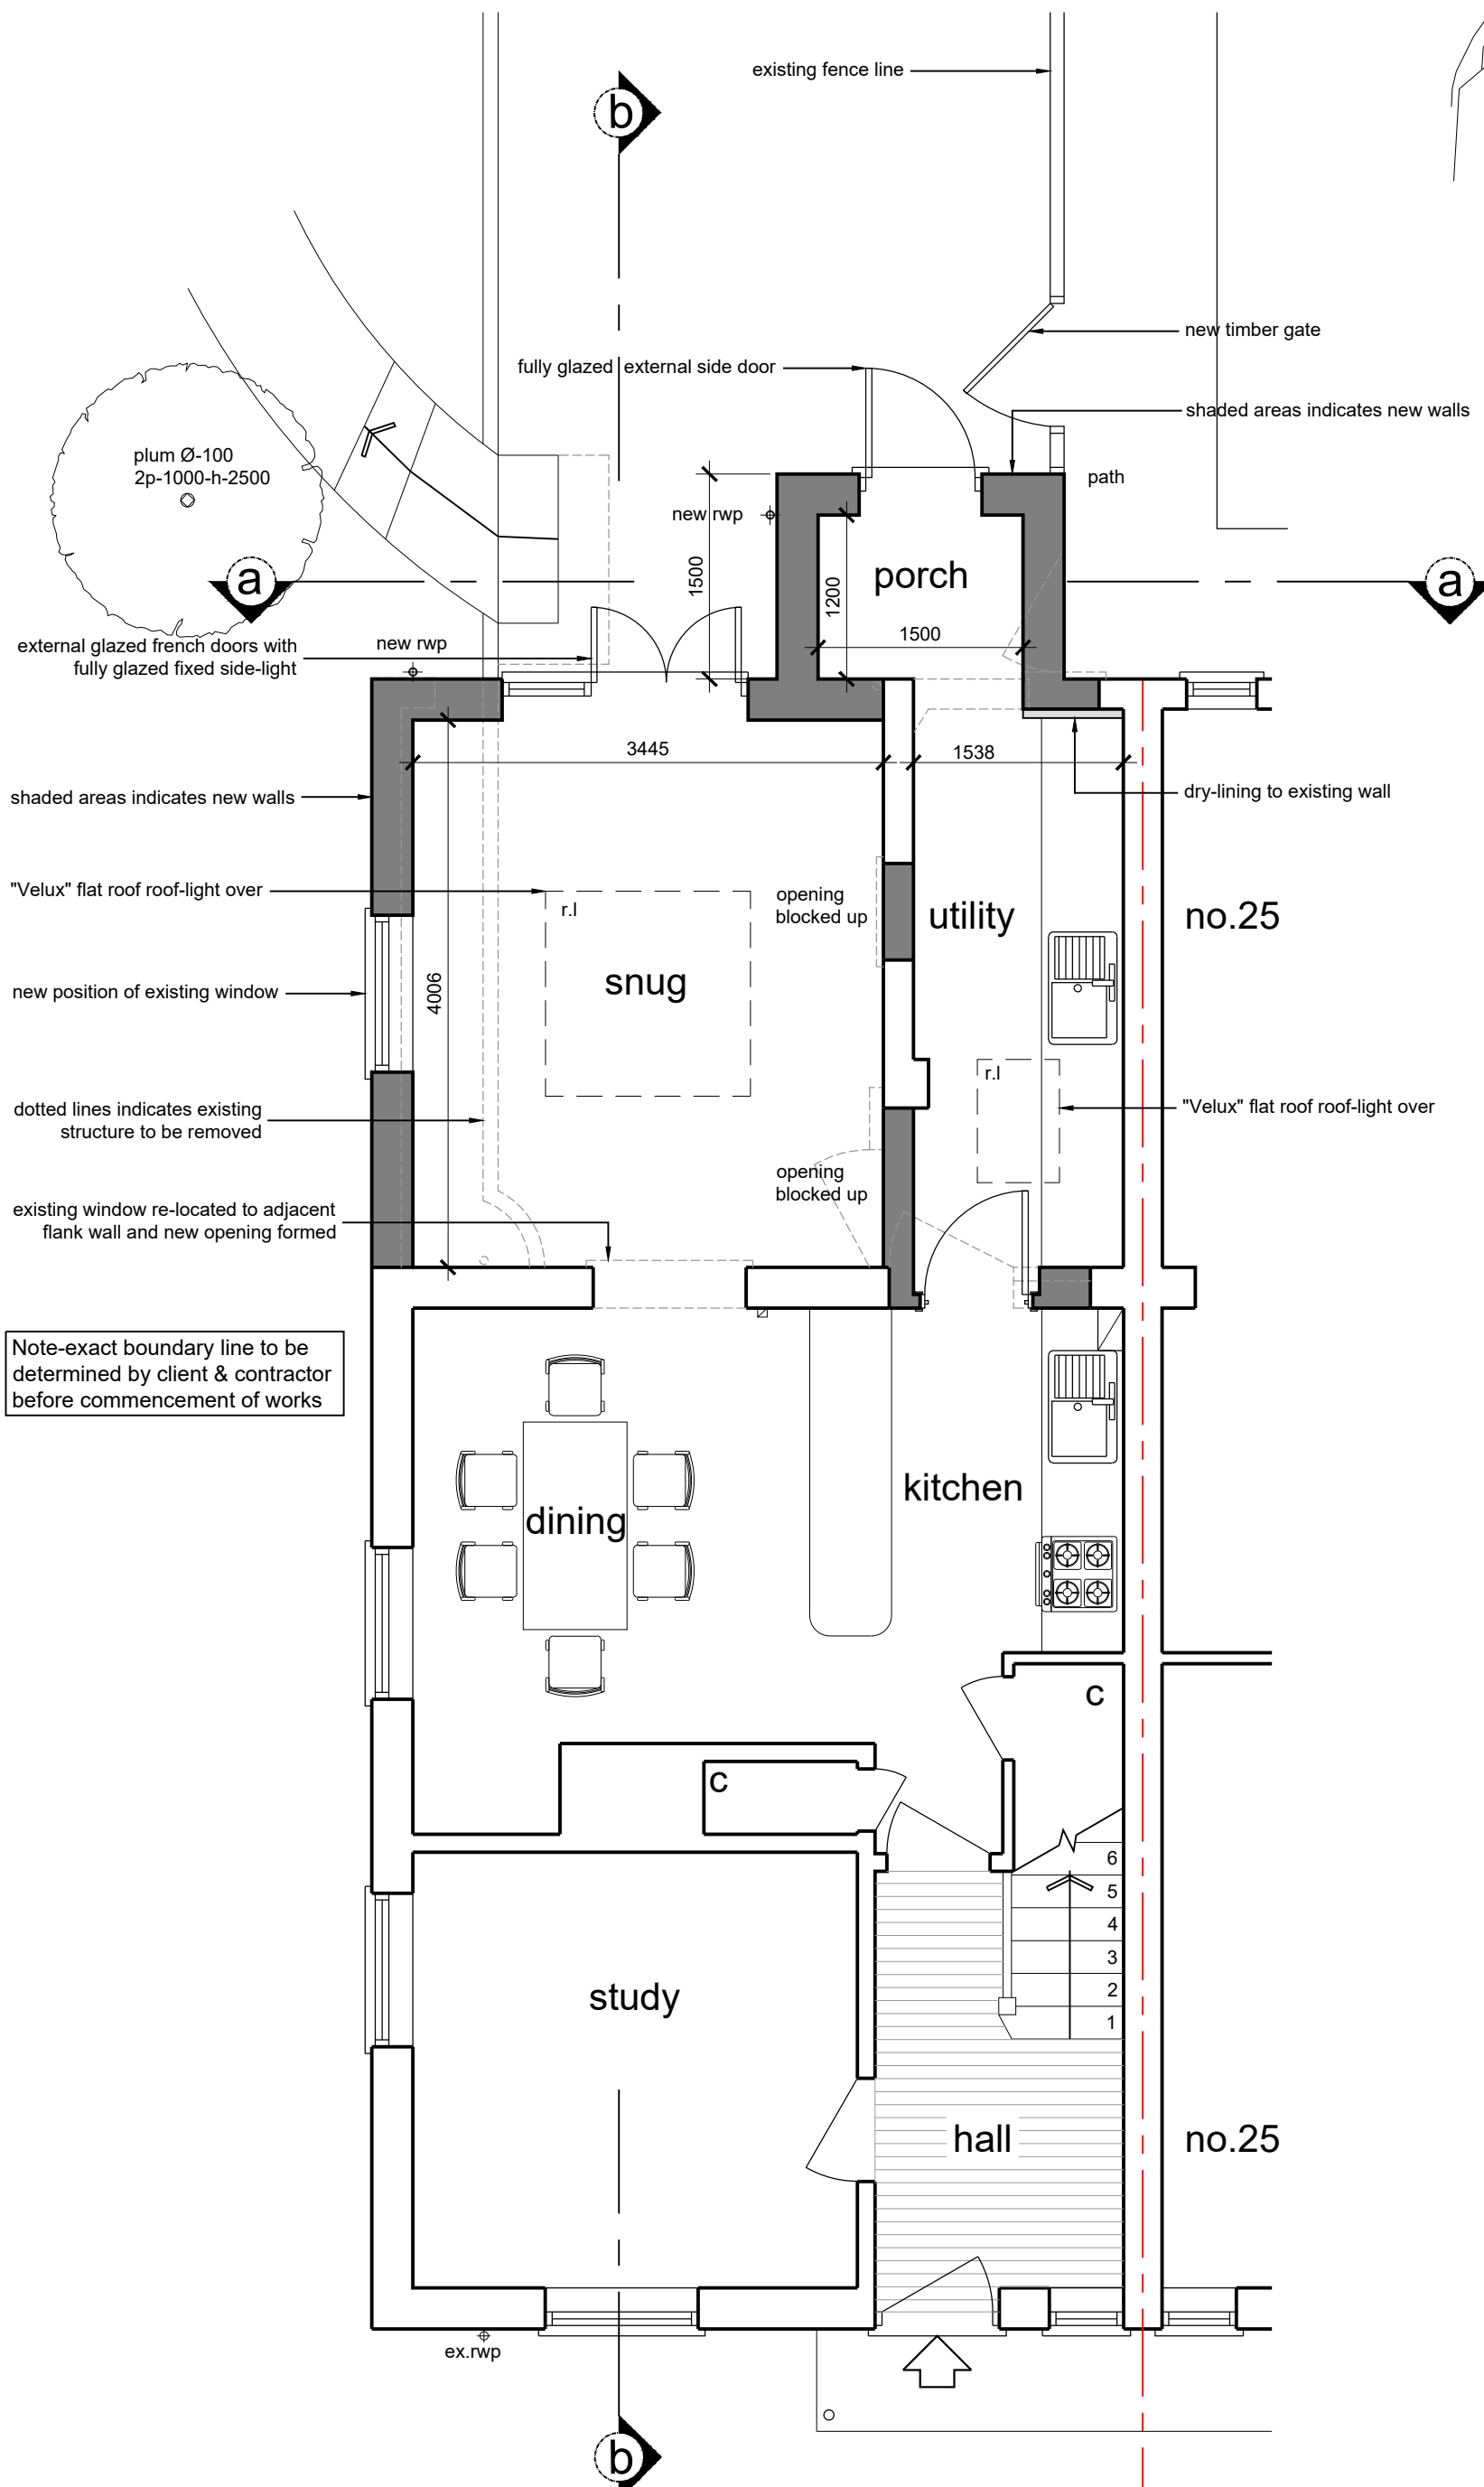 existing fence line
b
new timber gate
fully glazed external side door
shaded areas indicates new walls
plum Ø-100
2p-1000-h-2500
path
new rwp
1500
porch
1200
1500
a
a
external glazed french doors with
fully glazed fixed side-light
new rwp
3445
1538
shaded areas indicates new walls
dry-lining to existing wall
"Velux" flat roof roof-light over
r.l
opening
blocked up
utility
no.25
snug
4006
new position of existing window
r.l
dotted lines indicates existing
structure to be removed
"Velux" flat roof roof-light over
opening
blocked up
existing window re-located to adjacent
flank wall and new opening formed
Note-exact boundary line to be
determined by client & contractor
before commencement of works
kitchen
dining
c
c
6
5
4
3
2
1
study
hall
no.25
ex.rwp
b